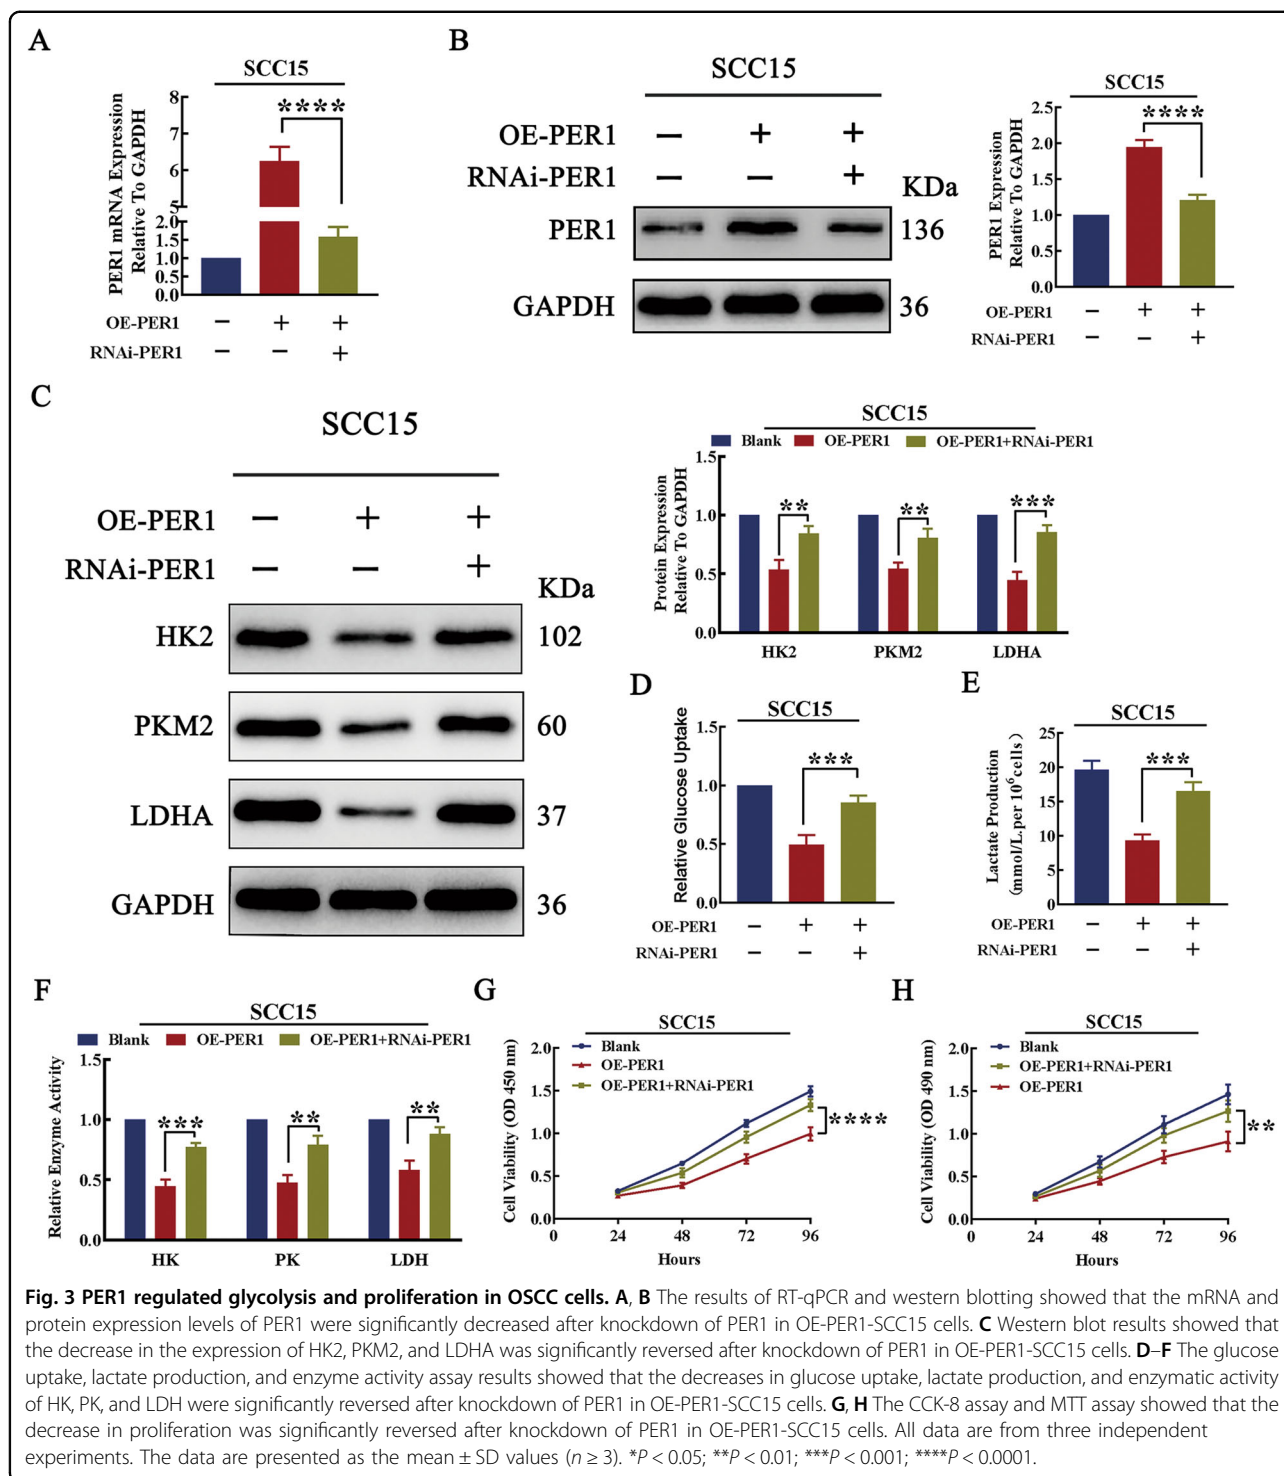 A
SCC15
PER1 mRNA Expression
Relative To GAPDH
8
7
6
5
2.0
1.5
1.0
0.5
0.0
****
OE-PER1 − + +
RNAi-PER1 − − +
B
SCC15
OE-PER1 − + +
RNAi-PER1 − − +
KDa
PER1 136
GAPDH 36
SCC15
PER1 Expression
Relative To GAPDH
2.5
2.0
1.5
1.0
0.5
0.0
****
OE-PER1 − + +
RNAi-PER1 − − +
C
SCC15
OE-PER1 − + +
RNAi-PER1 − − +
KDa
HK2 102
PKM2 60
LDHA 37
GAPDH 36
SCC15
Blank OE-PER1 OE-PER1+RNAi-PER1
Protein Expression
Relative To GAPDH
1.5
1.0
0.5
0.0
** ** ***
HK2 PKM2 LDHA
D
SCC15
Relative Glucose Uptake
1.5
1.0
0.5
0.0
***
OE-PER1 − + +
RNAi-PER1 − − +
E
SCC15
Lactate Production
(nmol/L.per 10⁶cells)
25
20
15
10
5
0
***
OE-PER1 − + +
RNAi-PER1 − − +
F
SCC15
Blank OE-PER1 OE-PER1+RNAi-PER1
Relative Enzyme Activity
1.5
1.0
0.5
0.0
*** ** **
HK PK LDH
G
SCC15
Blank
OE-PER1
OE-PER1+RNAi-PER1
Cell Viability (OD 450 nm)
2.0
1.5
1.0
0.5
0.0
****
0 24 48 72 96
Hours
H
SCC15
Blank
OE-PER1+RNAi-PER1
OE-PER1
Cell Viability (OD 490 nm)
2.0
1.5
1.0
0.5
0.0
**
0 24 48 72 96
Hours
Fig. 3 PER1 regulated glycolysis and proliferation in OSCC cells. A, B The results of RT-qPCR and western blotting showed that the mRNA and
protein expression levels of PER1 were significantly decreased after knockdown of PER1 in OE-PER1-SCC15 cells. C Western blot results showed that
the decrease in the expression of HK2, PKM2, and LDHA was significantly reversed after knockdown of PER1 in OE-PER1-SCC15 cells. D–F The glucose
uptake, lactate production, and enzyme activity assay results showed that the decreases in glucose uptake, lactate production, and enzymatic activity
of HK, PK, and LDH were significantly reversed after knockdown of PER1 in OE-PER1-SCC15 cells. G, H The CCK-8 assay and MTT assay showed that the
decrease in proliferation was significantly reversed after knockdown of PER1 in OE-PER1-SCC15 cells. All data are from three independent
experiments. The data are presented as the mean ± SD values (n ≥ 3). *P < 0.05; **P < 0.01; ***P < 0.001; ****P < 0.0001.